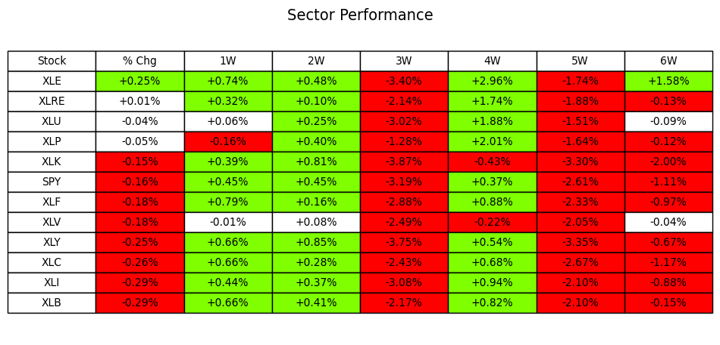 Sector Performance
Stock % Chg 1W 2W 3W 4W 5W 6W
XLE +0.25% +0.74% +0.48% -3.40% +2.96% -1.74% +1.58%
XLRE +0.01% +0.32% +0.10% -2.14% +1.74% -1.88% -0.13%
XLU -0.04% +0.06% +0.25% -3.02% +1.88% -1.51% -0.09%
XLP -0.05% -0.16% +0.40% -1.28% +2.01% -1.64% -0.12%
XLK -0.15% +0.39% +0.81% -3.87% -0.43% -3.30% -2.00%
SPY -0.16% +0.45% +0.45% -3.19% +0.37% -2.61% -1.11%
XLF -0.18% +0.79% +0.16% -2.88% +0.88% -2.33% -0.97%
XLV -0.18% -0.01% +0.08% -2.49% -0.22% -2.05% -0.04%
XLY -0.25% +0.66% +0.85% -3.75% +0.54% -3.35% -0.67%
XLC -0.26% +0.66% +0.28% -2.43% +0.68% -2.67% -1.17%
XLI -0.29% +0.44% +0.37% -3.08% +0.94% -2.10% -0.88%
XLB -0.29% +0.66% +0.41% -2.17% +0.82% -2.10% -0.15%